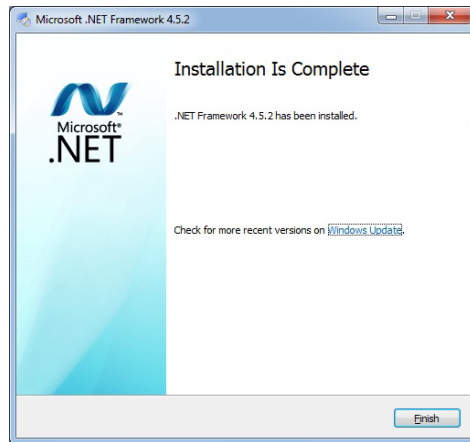 Microsoft .NET Framework 4.5.2
Installation Is Complete
.NET Framework 4.5.2 has been installed.
Microsoft®
.NET
Check for more recent versions on Windows Update.
Finish